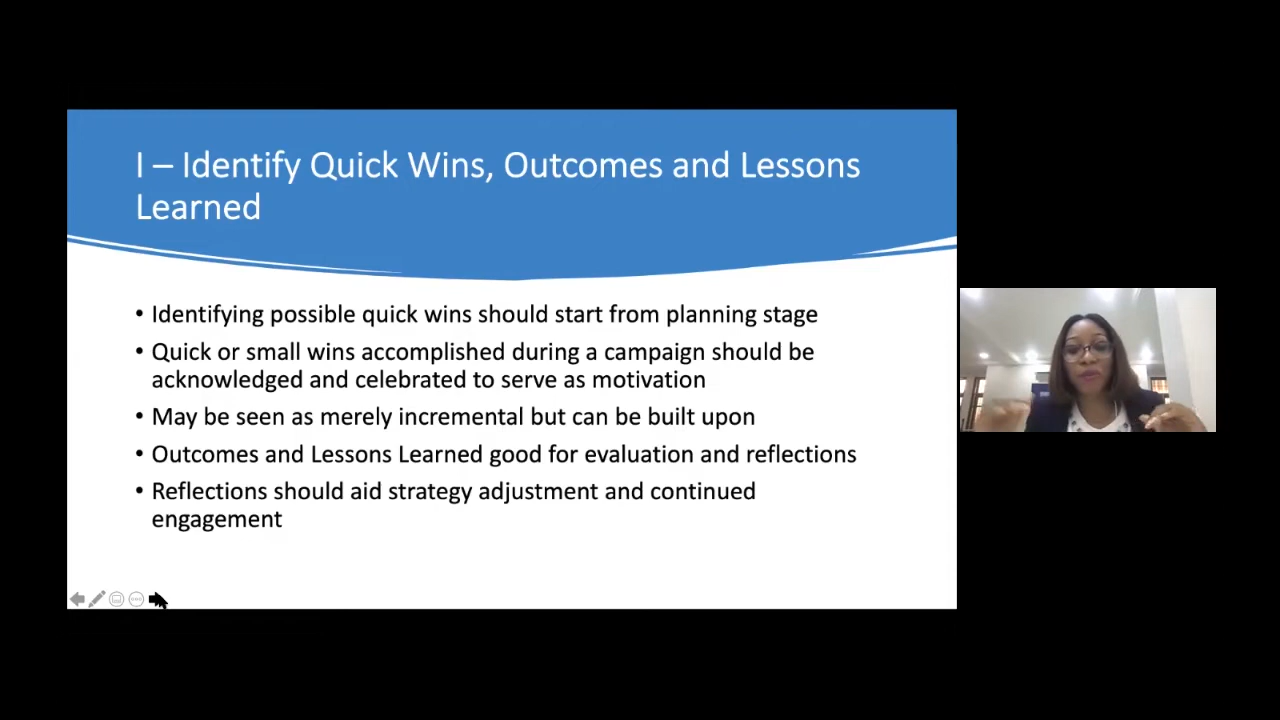 I – Identify Quick Wins, Outcomes and Lessons
Learned
• Identifying possible quick wins should start from planning stage
• Quick or small wins accomplished during a campaign should be
acknowledged and celebrated to serve as motivation
• May be seen as merely incremental but can be built upon
• Outcomes and Lessons Learned good for evaluation and reflections
• Reflections should aid strategy adjustment and continued
engagement